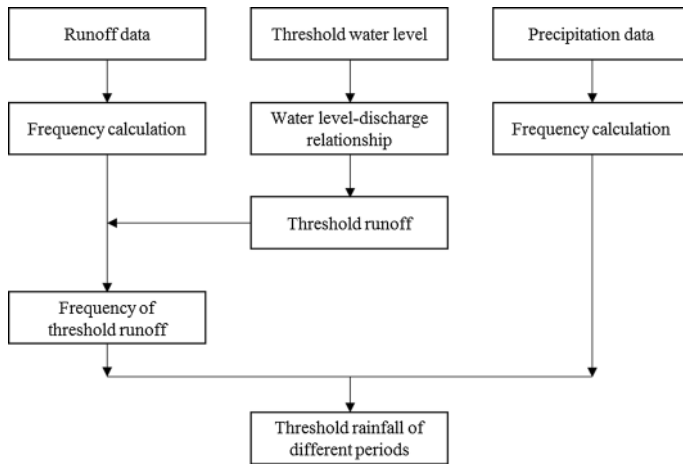 Runoff data
Threshold water level
Precipitation data
Frequency calculation
Water level-discharge
relationship
Frequency calculation
Threshold runoff
Frequency of
threshold runoff
Threshold rainfall of
different periods